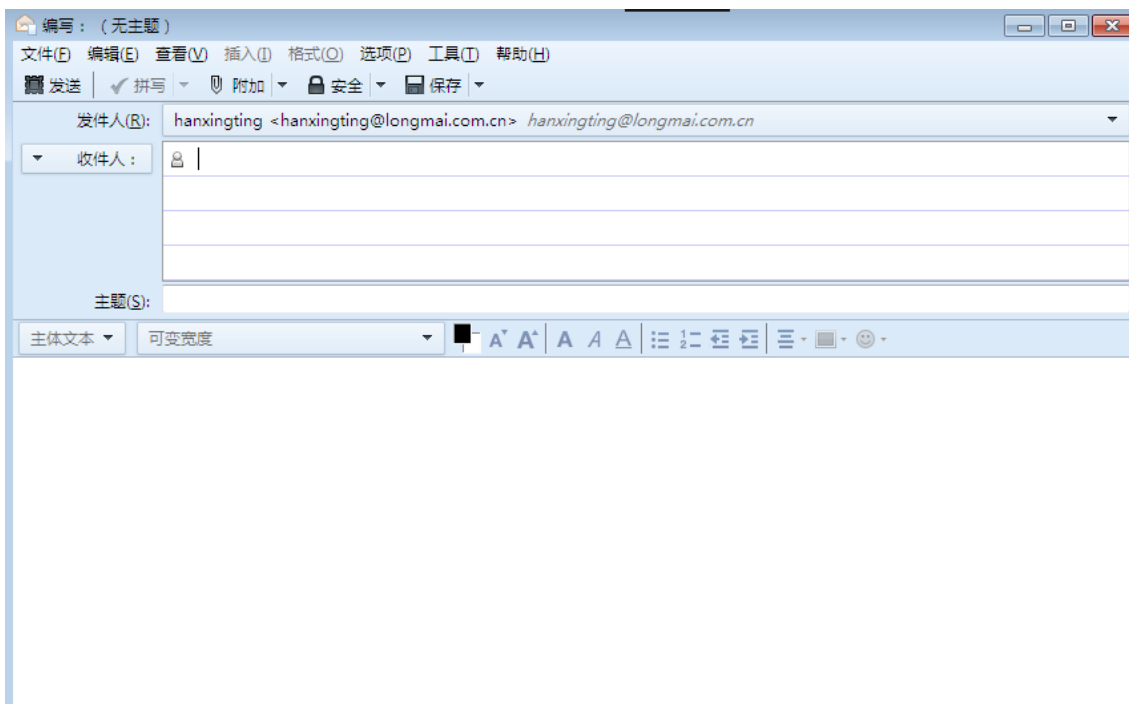 编写：（无主题）
文件(F) 编辑(E) 查看(V) 插入(I) 格式(O) 选项(P) 工具(T) 帮助(H)
发送 拼写 附加 安全 保存
发件人(R): hanxingting <hanxingting@longmai.com.cn> hanxingting@longmai.com.cn
收件人：
主题(S):
主体文本 可变宽度 A A A A A